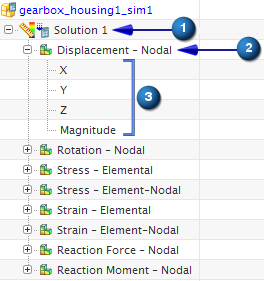 gearbox_housing1_sim1
Solution 1
1
Displacement - Nodal
2
X
Y
Z
3
Magnitude
Rotation - Nodal
Stress - Elemental
Stress - Element-Nodal
Strain - Elemental
Strain - Element-Nodal
Reaction Force - Nodal
Reaction Moment - Nodal